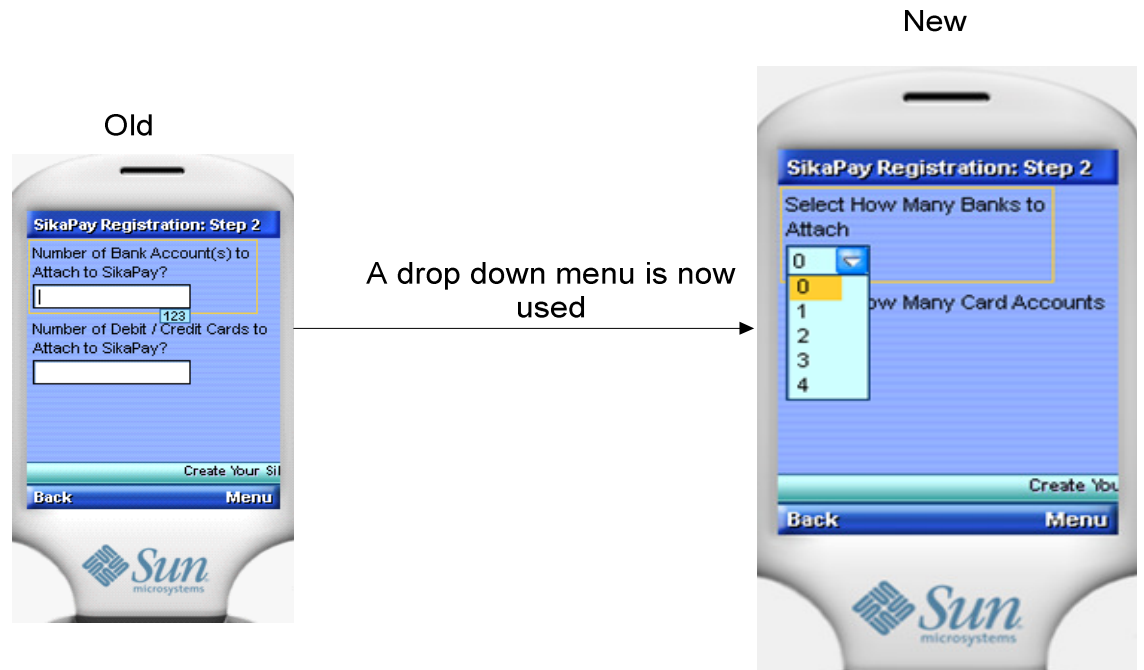 New
Old
SikaPay Registration: Step 2
Number of Bank Account(s) to
Attach to SikaPay?
123
Number of Debit / Credit Cards to
Attach to SikaPay?
Create Your Sil
Back Menu
Sun
microsystems
A drop down menu is now
used
SikaPay Registration: Step 2
Select How Many Banks to
Attach
0
0
1
2
3
4
ow Many Card Accounts
Create You
Back Menu
Sun
microsystems